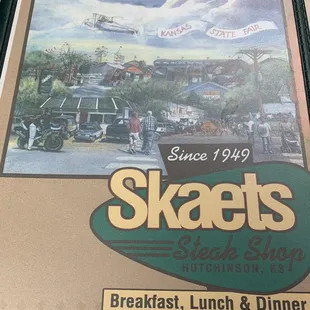 KANSAS
STATE FAIR
Since 1949
Skaets
Steak Shop
HUTCHINSON, KS
Breakfast, Lunch & Dinner